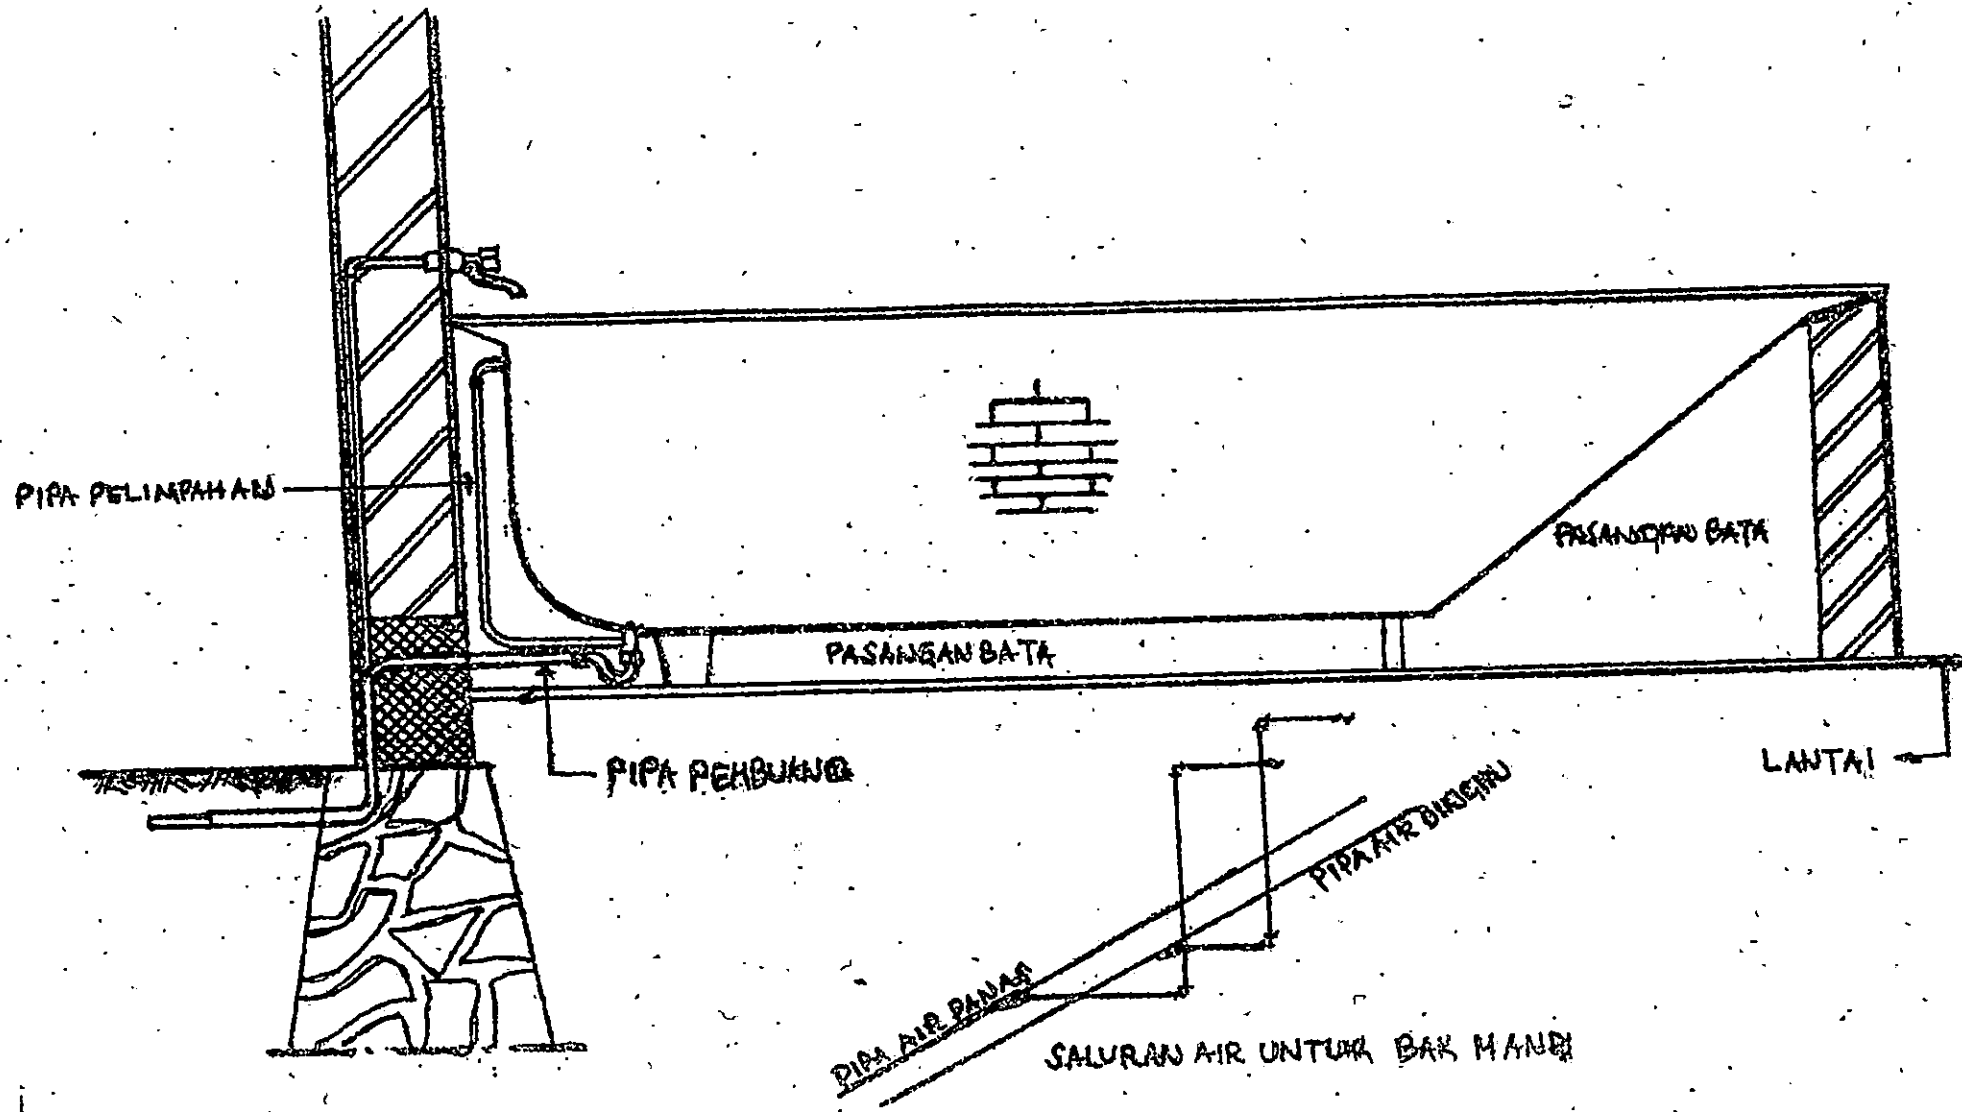 PIPA PELIMPAHAN
PASANGAN BATA
PASANGAN BATA
PIPA PEMBUANG
LANTAI
PIPA AIR DINGIN
PIPA AIR PANAS
SALURAN AIR UNTUK BAK MANDI